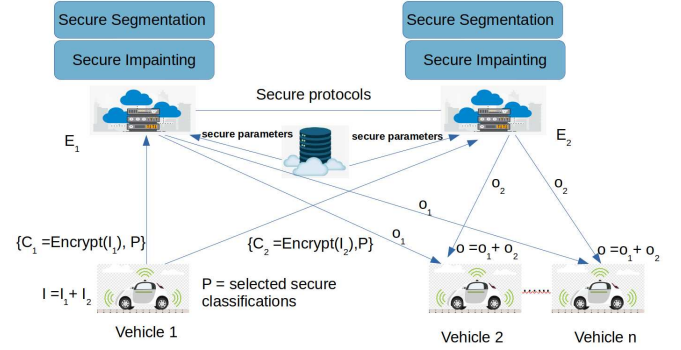 Secure Segmentation
Secure Segmentation
Secure Impainting
Secure Impainting
Secure protocols
secure parameters
secure parameters
E₁
E₂
o₁
o₂
o₂
{C₁ =Encrypt(I₁), P}
{C₂ =Encrypt(I₂),P}
o₁
o =o₁+ o₂
o=o₁+ o₂
I =I₁+ I₂
P = selected secure
classifications
......
Vehicle 1
Vehicle 2
Vehicle n